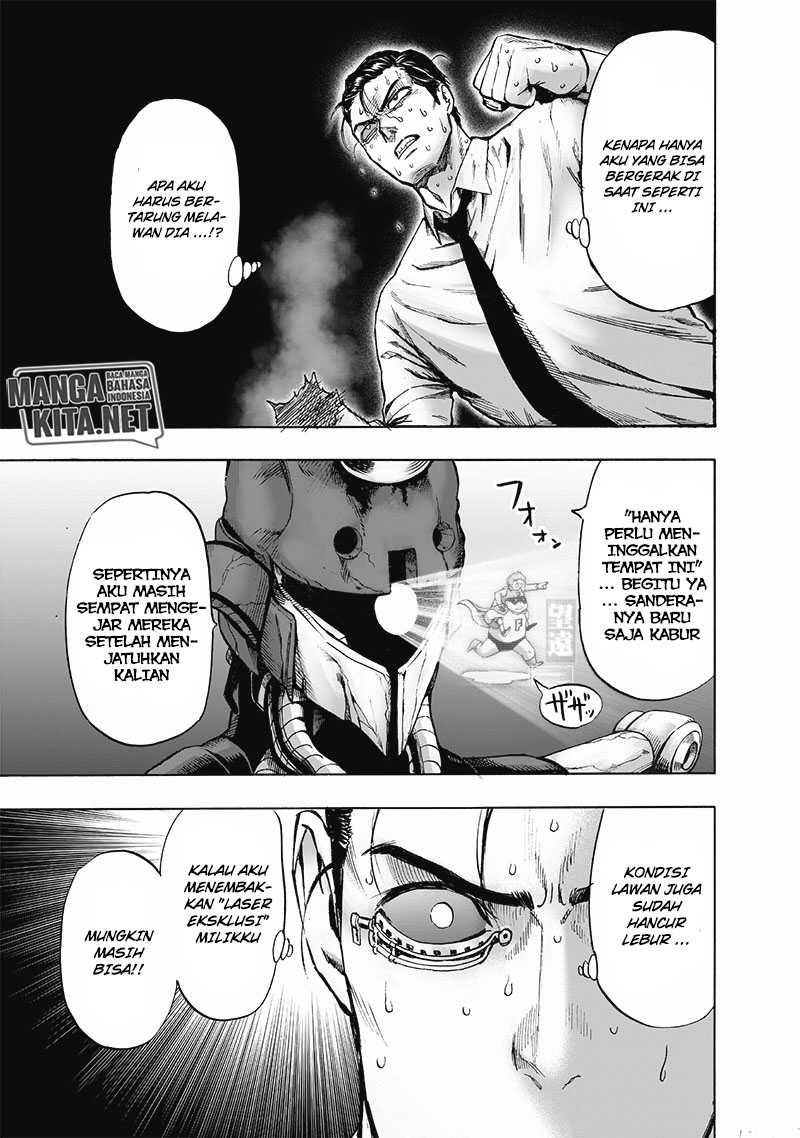 KENAPA HANYA
AKU YANG BISA
BERGERAK DI
SAAT SEPERTI
INI ...
APA AKU
HARUS BER-
TARUNG MELA-
WAN DIA ...!?
MANGA
KITA.NET
BACA MANGA
BAHASA
INDONESIA
"HANYA
PERLU MEN-
INGGALKAN
TEMPAT INI"
... BEGITU YA
... SANDERA-
NYA BARU
SAJA KABUR
フオオン
望遠
F
ザザッ
SEPERTINYA
AKU MASIH
SEMPAT MENGE-
JAR MEREKA
SETELAH MEN-
JATUHKAN
KALIAN
KONDISI
LAWAN JUGA
SUDAH
HANCUR
LEBUR ...
KALAU AKU
MENEMBAK-
KAN "LASER
EKSKLUSI"
MILIKKU
MUNGKIN
MASIH
BISA!!